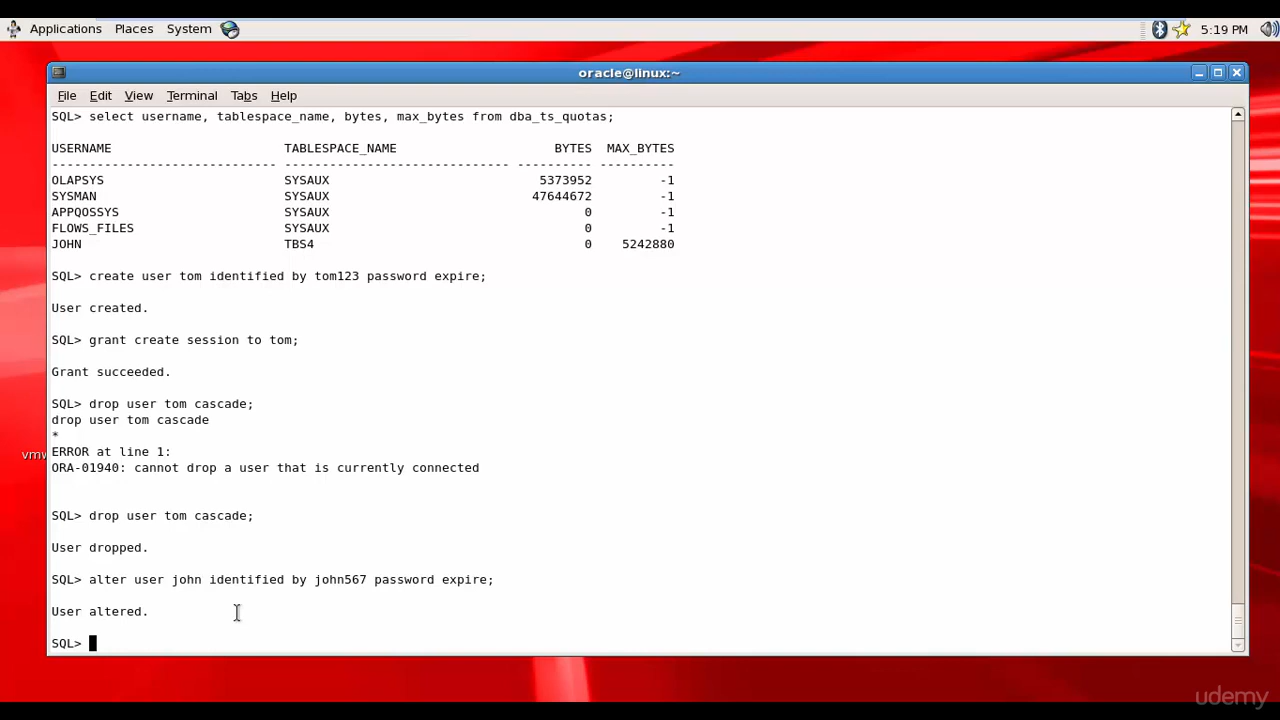 Applications Places System 5:19 PM
oracle@linux:~
File Edit View Terminal Tabs Help
SQL> select username, tablespace_name, bytes, max_bytes from dba_ts_quotas;
USERNAME TABLESPACE_NAME BYTES MAX_BYTES
------------------------------ ------------------------------ ---------- ----------
OLAPSYS SYSAUX 5373952 -1
SYSMAN SYSAUX 47644672 -1
APPQOSSYS SYSAUX 0 -1
FLOWS_FILES SYSAUX 0 -1
JOHN TBS4 0 5242880
SQL> create user tom identified by tom123 password expire;
User created.
SQL> grant create session to tom;
Grant succeeded.
SQL> drop user tom cascade;
drop user tom cascade
*
ERROR at line 1:
ORA-01940: cannot drop a user that is currently connected
SQL> drop user tom cascade;
User dropped.
SQL> alter user john identified by john567 password expire;
User altered.
SQL>
udemy